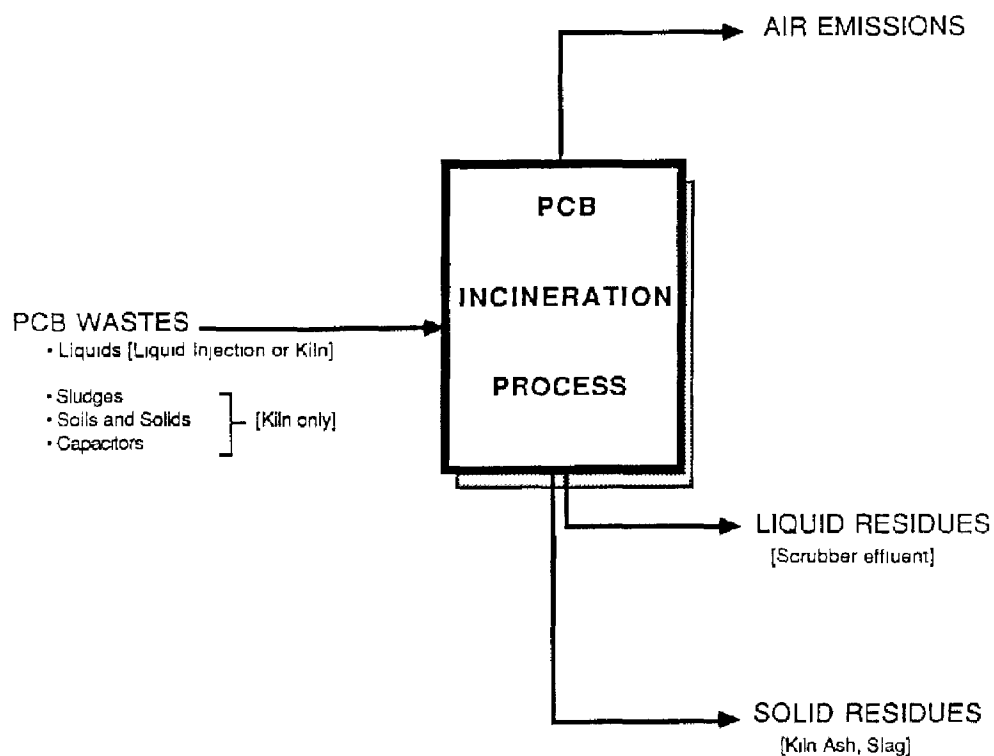 AIR EMISSIONS
PCB
INCINERATION
PROCESS
PCB WASTES
• Liquids [Liquid Injection or Kiln]
• Sludges
• Soils and Solids
[Kiln only]
• Capacitors
LIQUID RESIDUES
[Scrubber effluent]
SOLID RESIDUES
[Kiln Ash, Slag]